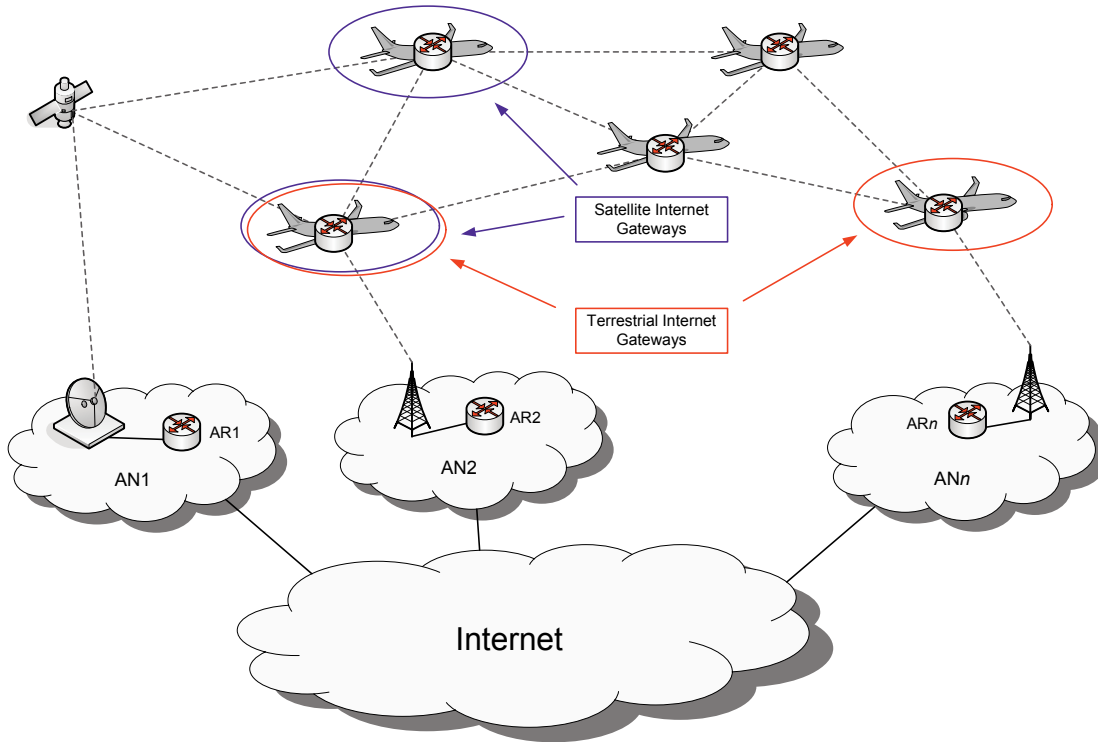 Satellite Internet
Gateways
Terrestrial Internet
Gateways
AR1
AN1
AR2
AN2
ARn
ANn
Internet